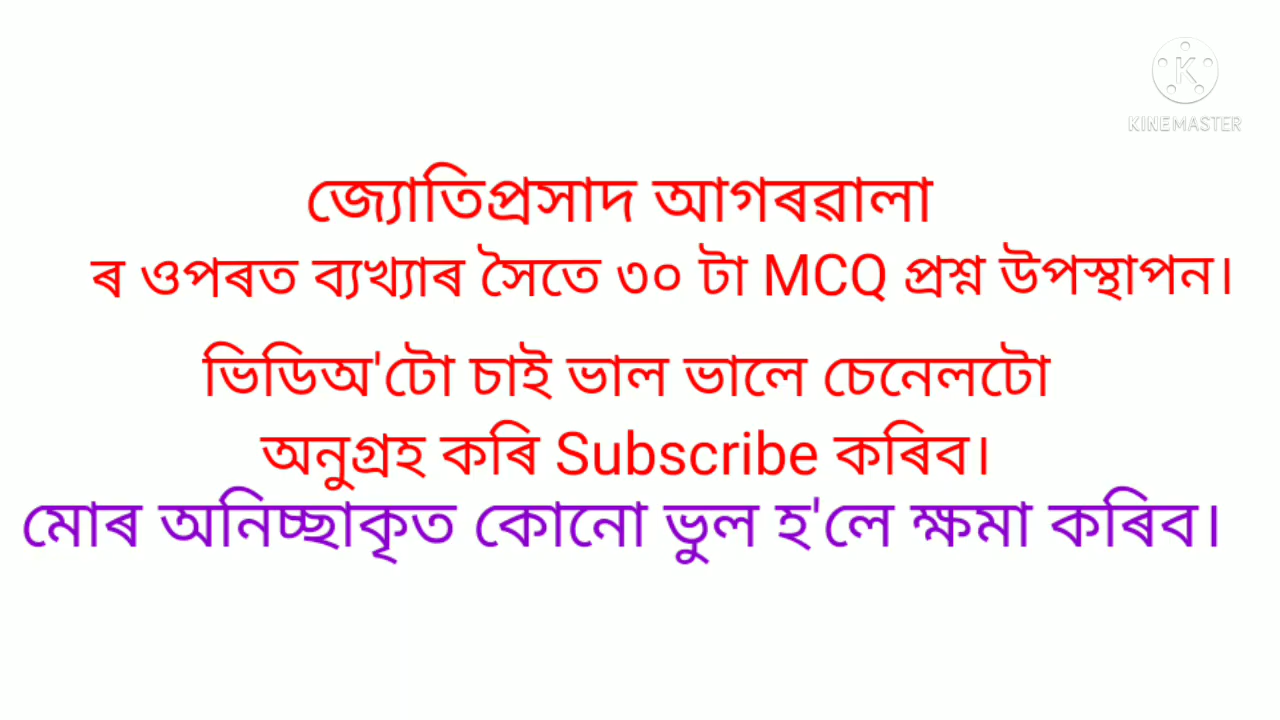 KINEMASTER
জ্যোতিপ্ৰসাদ আগৰৱালা
ৰ ওপৰত ব্যখ্যাৰ সৈতে ৩০ টা MCQ প্ৰশ্ন উপস্থাপন।
ভিডিঅ'টো চাই ভাল ভালে চেনেলটো
অনুগ্ৰহ কৰি Subscribe কৰিব।
মোৰ অনিচ্ছাকৃত কোনো ভুল হ'লে ক্ষমা কৰিব।